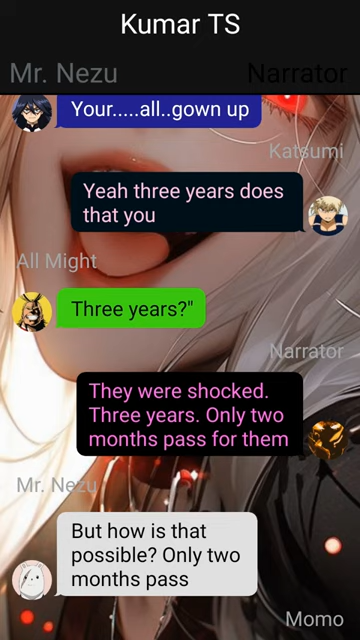 Kumar TS
Mr. Nezu
Narrator
Your.....all..gown up
Katsumi
Yeah three years does
that you
All Might
Three years?"
Narrator
They were shocked.
Three years. Only two
months pass for them
Mr. Nezu
But how is that
possible? Only two
months pass
Momo